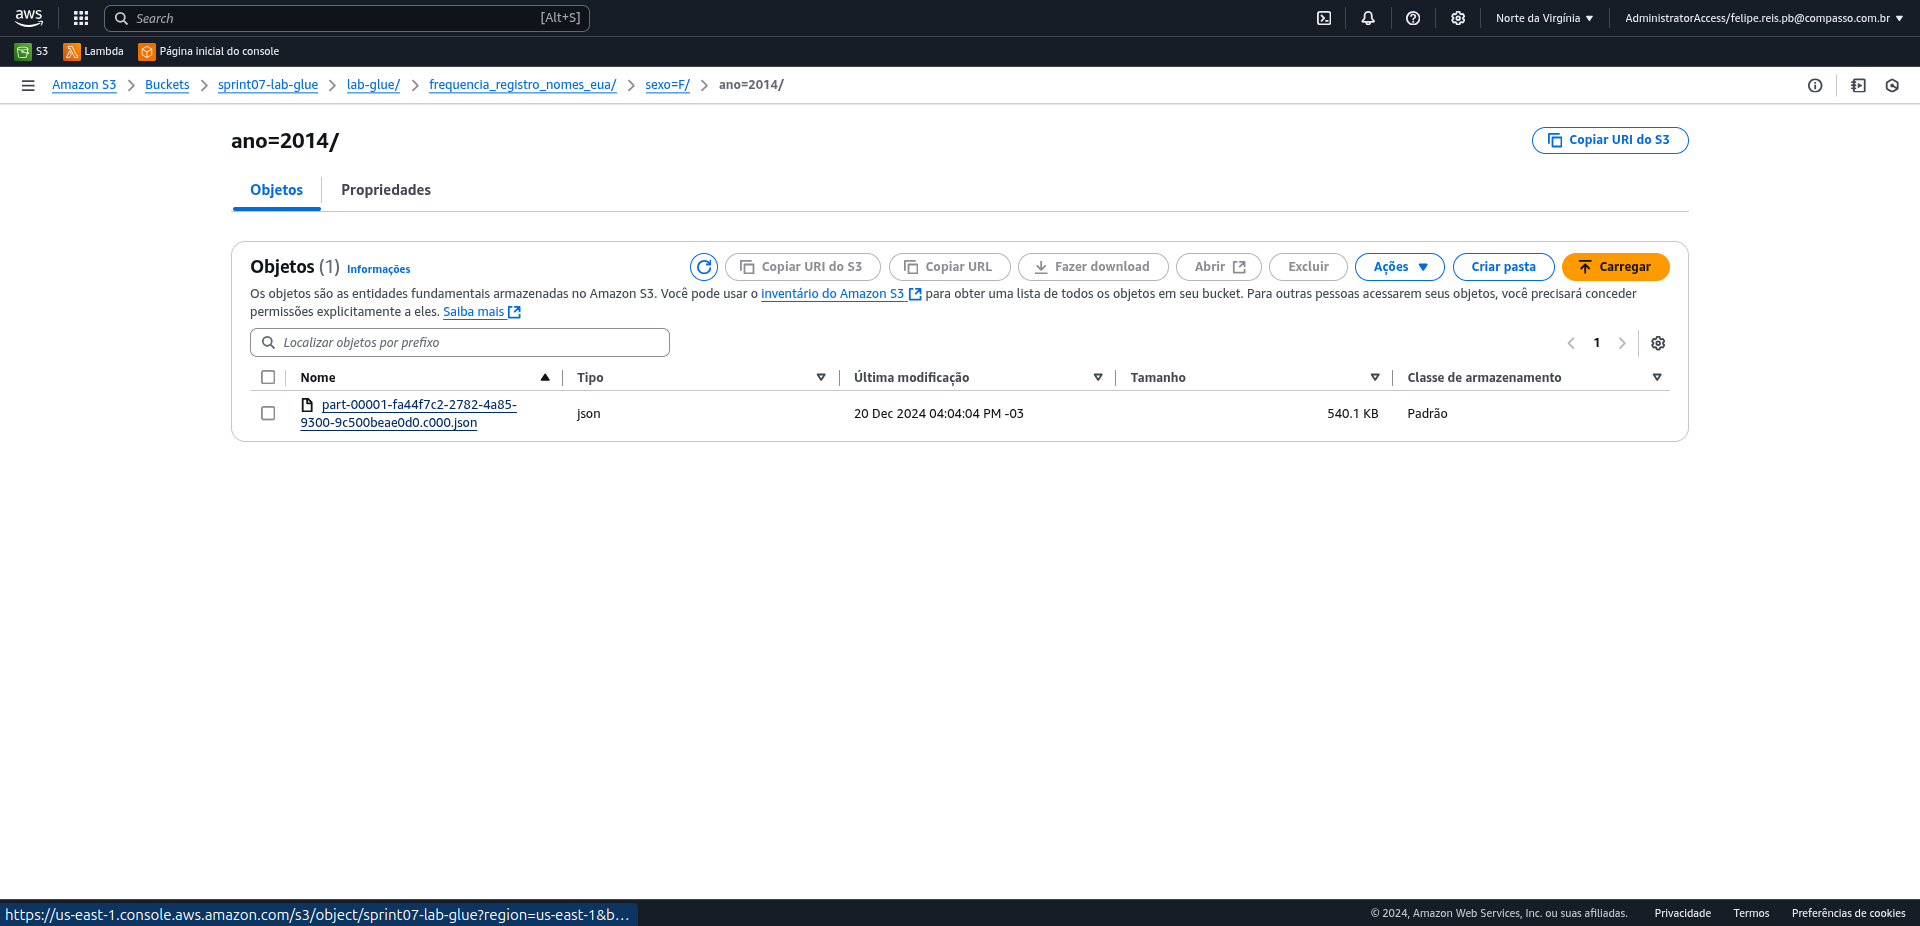 aws
Search [Alt+S] Norte da Virgínia AdministratorAccess/felipe.reis.pb@compasso.com.br
S3 Lambda Página inicial do console
Amazon S3 Buckets sprint07-lab-glue lab-glue/ frequencia_registro_nomes_eua/ sexo=F/ ano=2014/
ano=2014/
Copiar URI do S3
Objetos Propriedades
Objetos (1) Informações Copiar URI do S3 Copiar URL Fazer download Abrir Excluir Ações Criar pasta Carregar
Os objetos são as entidades fundamentais armazenadas no Amazon S3. Você pode usar o inventário do Amazon S3 para obter uma lista de todos os objetos em seu bucket. Para outras pessoas acessarem seus objetos, você precisará conceder
permissões explicitamente a eles. Saiba mais
Localizar objetos por prefixo 1
Nome Tipo Última modificação Tamanho Classe de armazenamento
part-00001-fa44f7c2-2782-4a85-
9300-9c500beae0d0.c000.json json 20 Dec 2024 04:04:04 PM -03 540.1 KB Padrão
https://us-east-1.console.aws.amazon.com/s3/object/sprint07-lab-glue?region=us-east-1&b…
© 2024, Amazon Web Services, Inc. ou suas afiliadas. Privacidade Termos Preferências de cookies